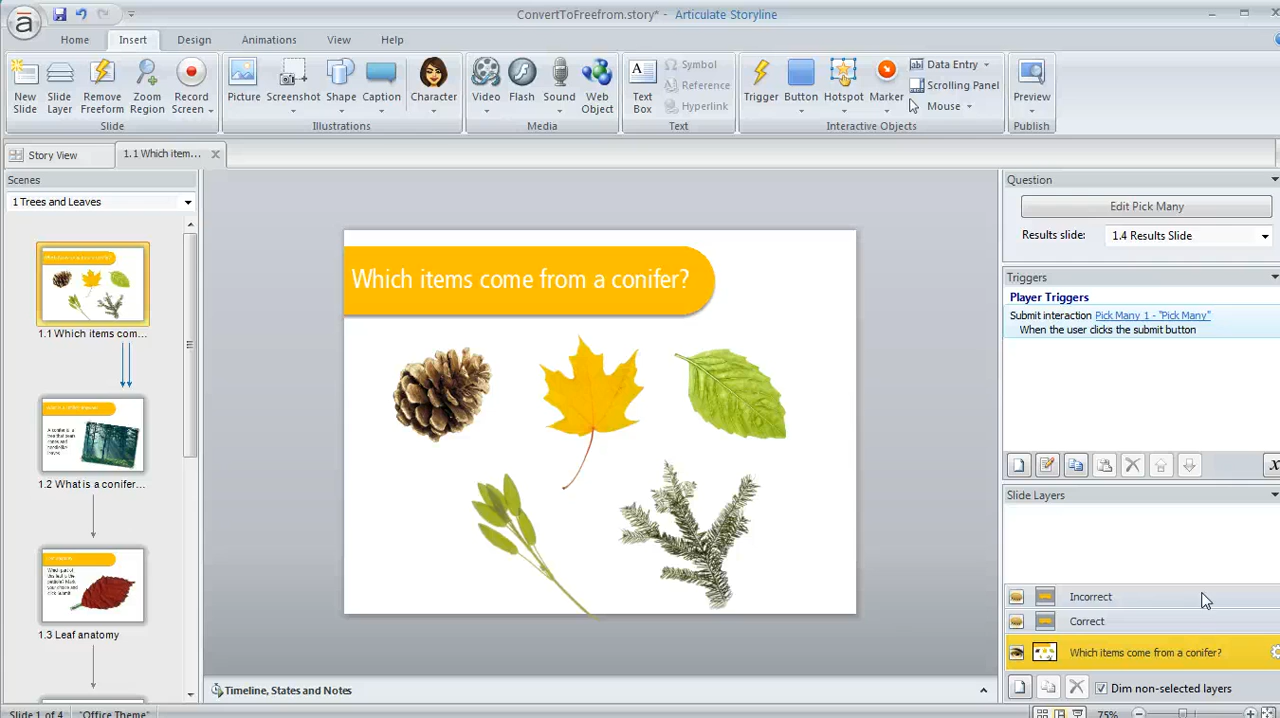 ConvertToFreefrom.story* - Articulate Storyline
Home Insert Design Animations View Help
New Slide
Slide Layer
Remove Freeform
Zoom Region
Record Screen
Slide
Picture
Screenshot
Shape
Caption
Character
Illustrations
Video
Flash
Sound
Web Object
Media
Text Box
Symbol
Reference
Hyperlink
Text
Trigger
Button
Hotspot
Marker
Data Entry
Scrolling Panel
Mouse
Interactive Objects
Preview
Publish
Story View
1.1 Which item...
Scenes
1 Trees and Leaves
1.1 Which items com...
1.2 What is a conifer...
1.3 Leaf anatomy
Which items come from a conifer?
Timeline, States and Notes
Question
Edit Pick Many
Results slide: 1.4 Results Slide
Triggers
Player Triggers
Submit interaction Pick Many 1 - "Pick Many"
When the user clicks the submit button
Slide Layers
Incorrect
Correct
Which items come from a conifer?
Dim non-selected layers
Slide 1 of 4 "Office Theme" 75%